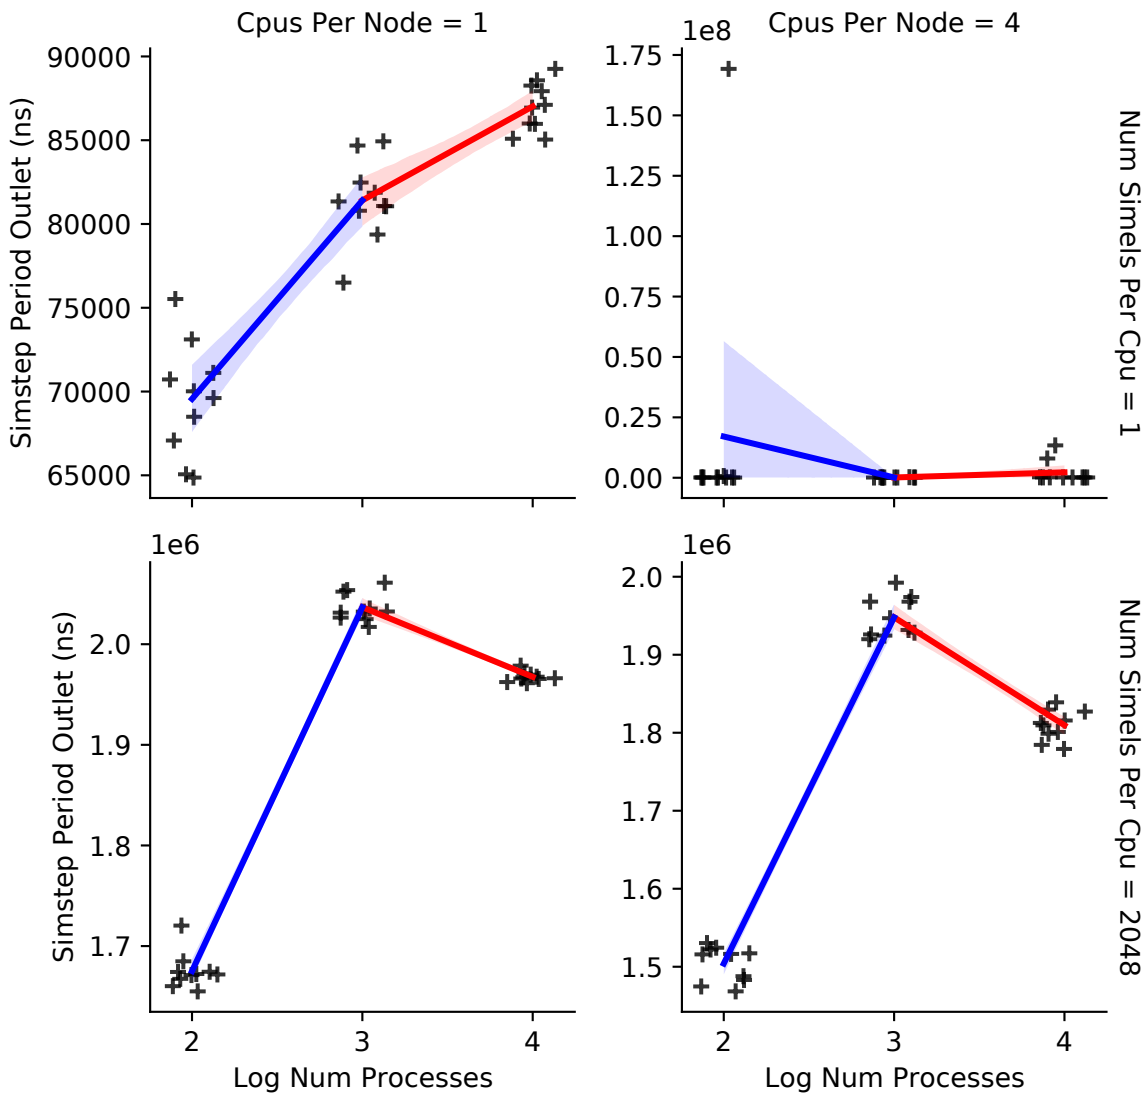 Cpus Per Node = 1
Cpus Per Node = 4
1e8
90000
85000
80000
75000
70000
65000
Simstep Period Outlet (ns)
1.75
1.50
1.25
1.00
0.75
0.50
0.25
0.00
Num Simels Per Cpu = 1
1e6
2.0
1.9
1.8
1.7
Simstep Period Outlet (ns)
2
3
4
Log Num Processes
1e6
2.0
1.9
1.8
1.7
1.6
1.5
Num Simels Per Cpu = 2048
2
3
4
Log Num Processes